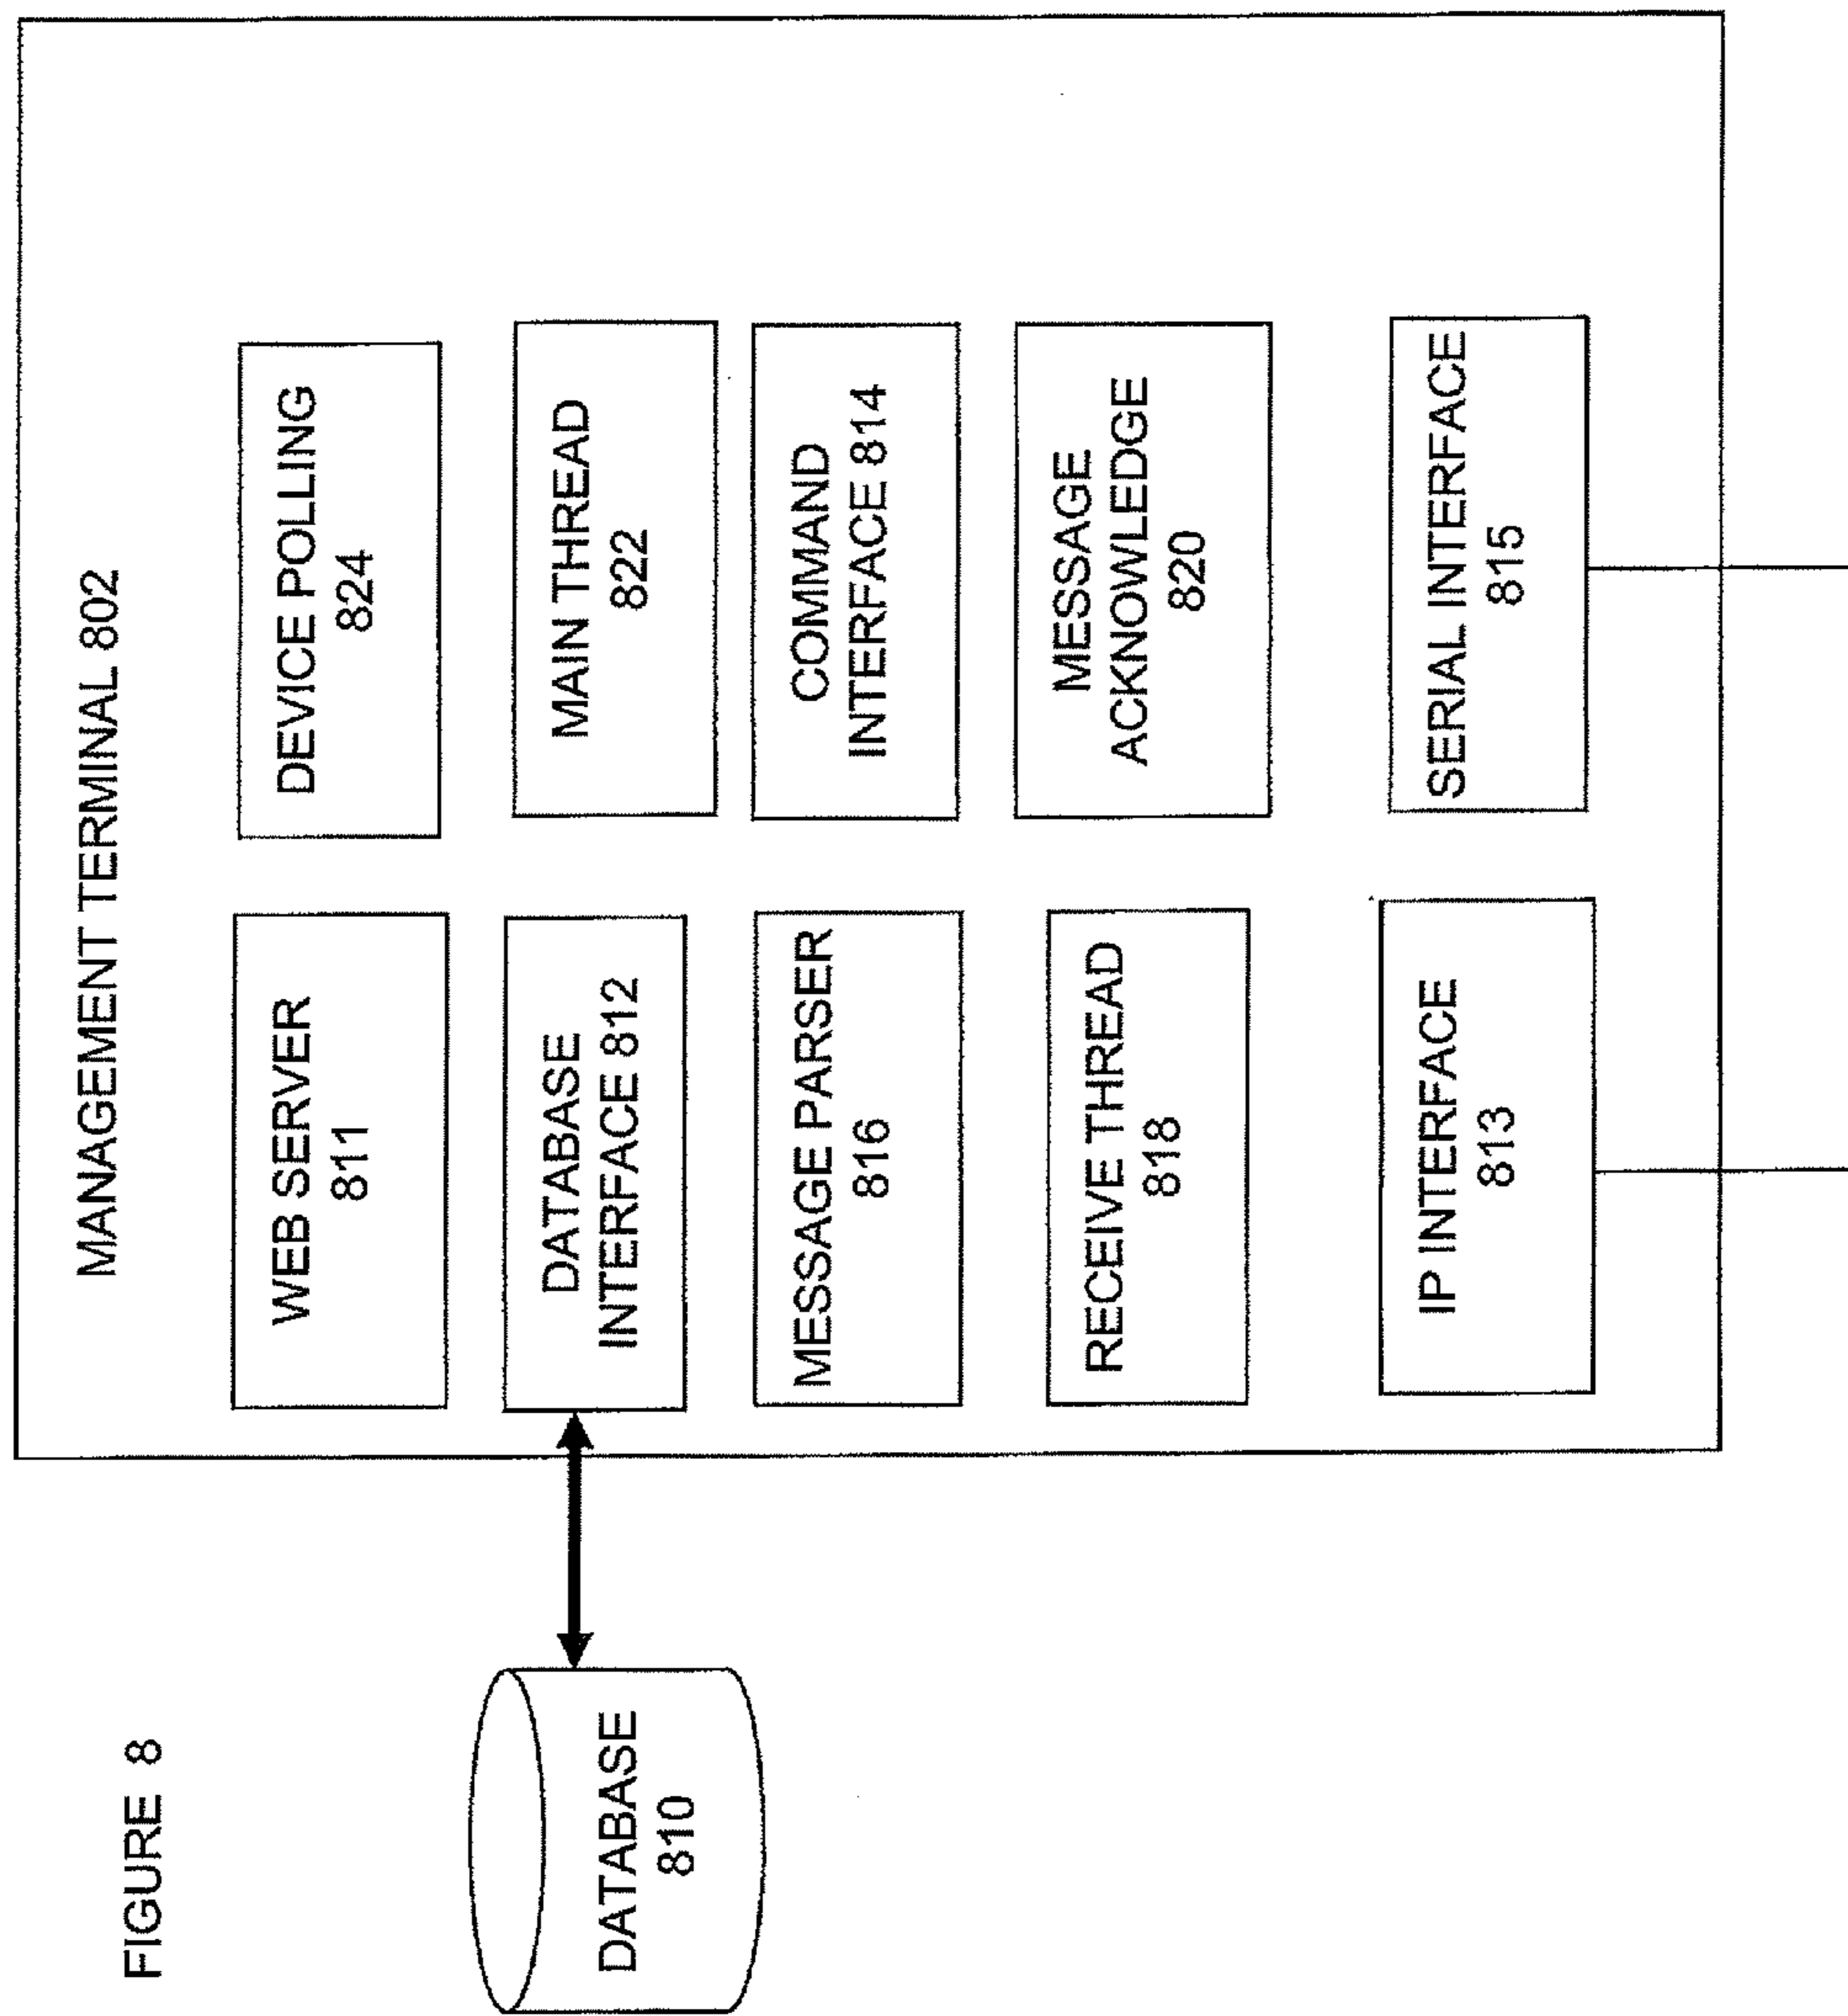 FIGURE 8
MANAGEMENT TERMINAL 802
WEB SERVER
811
DEVICE POLLING
824
DATABASE
810
DATABASE
INTERFACE 812
MAIN THREAD
822
MESSAGE PARSER
816
COMMAND
INTERFACE 814
RECEIVE THREAD
818
MESSAGE
ACKNOWLEDGE
820
IP INTERFACE
813
SERIAL INTERFACE
815